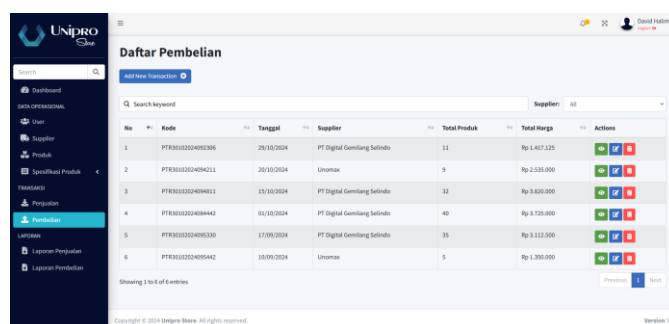 Unipro
Store
David Halim
Search
Dashboard
DATA OPERASIONAL
User
Supplier
Produk
Spesifikasi Produk
TRANSAKSI
Penjualan
Pembelian
LAPORAN
Laporan Penjualan
Laporan Pembelian
Daftar Pembelian
Add New Transaction
Search keyword
Supplier: All
No Kode Tanggal Supplier Total Produk Total Harga Actions
1 PTR30102024092306 29/10/2024 PT Digital Gemilang Selindo 11 Rp 1.417.125
2 PTR30102024094211 20/10/2024 Unomax 9 Rp 2.535.000
3 PTR30102024094811 15/10/2024 PT Digital Gemilang Selindo 32 Rp 3.820.000
4 PTR30102024084442 01/10/2024 PT Digital Gemilang Selindo 40 Rp 3.725.000
5 PTR30102024095330 17/09/2024 PT Digital Gemilang Selindo 35 Rp 3.112.500
6 PTR30102024095442 10/09/2024 Unomax 5 Rp 1.350.000
Showing 1 to 6 of 6 entries
Previous 1 Next
Copyright © 2024 Unipro Store. All rights reserved.
Version